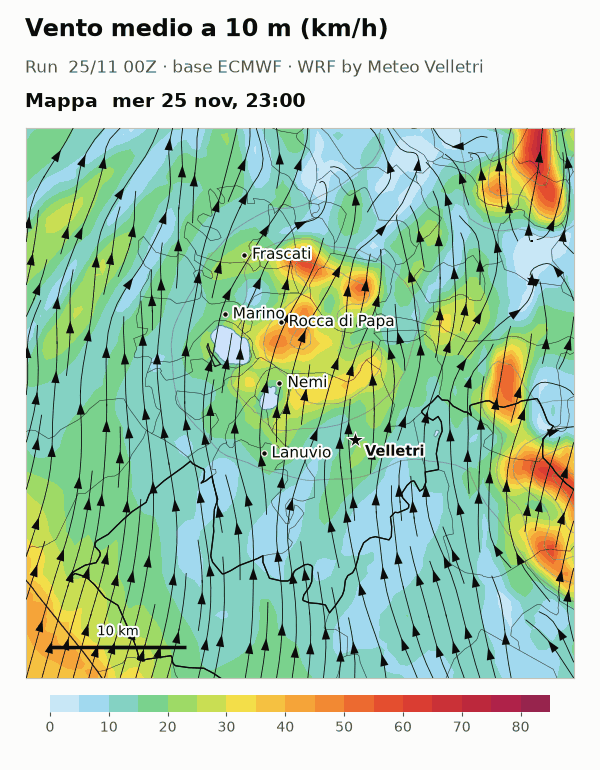 Vento medio a 10 m (km/h)
Run  25/11 00Z · base ECMWF · WRF by Meteo Velletri
Mappa  mer 25 nov, 23:00
Frascati
Marino
Rocca di Papa
Nemi
Velletri
Lanuvio
10 km
0 10 20 30 40 50 60 70 80